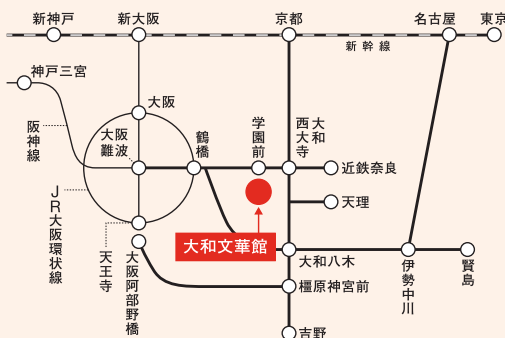 新神戸
新大阪
京都
名古屋
東京
新幹線
神戸三宮
大阪
阪神線
大阪難波
鶴橋
学園前
大和西大寺
近鉄奈良
天理
JR大阪環状線
大和文華館
天王寺
大阪阿部野橋
大和八木
伊勢中川
賢島
橿原神宮前
吉野